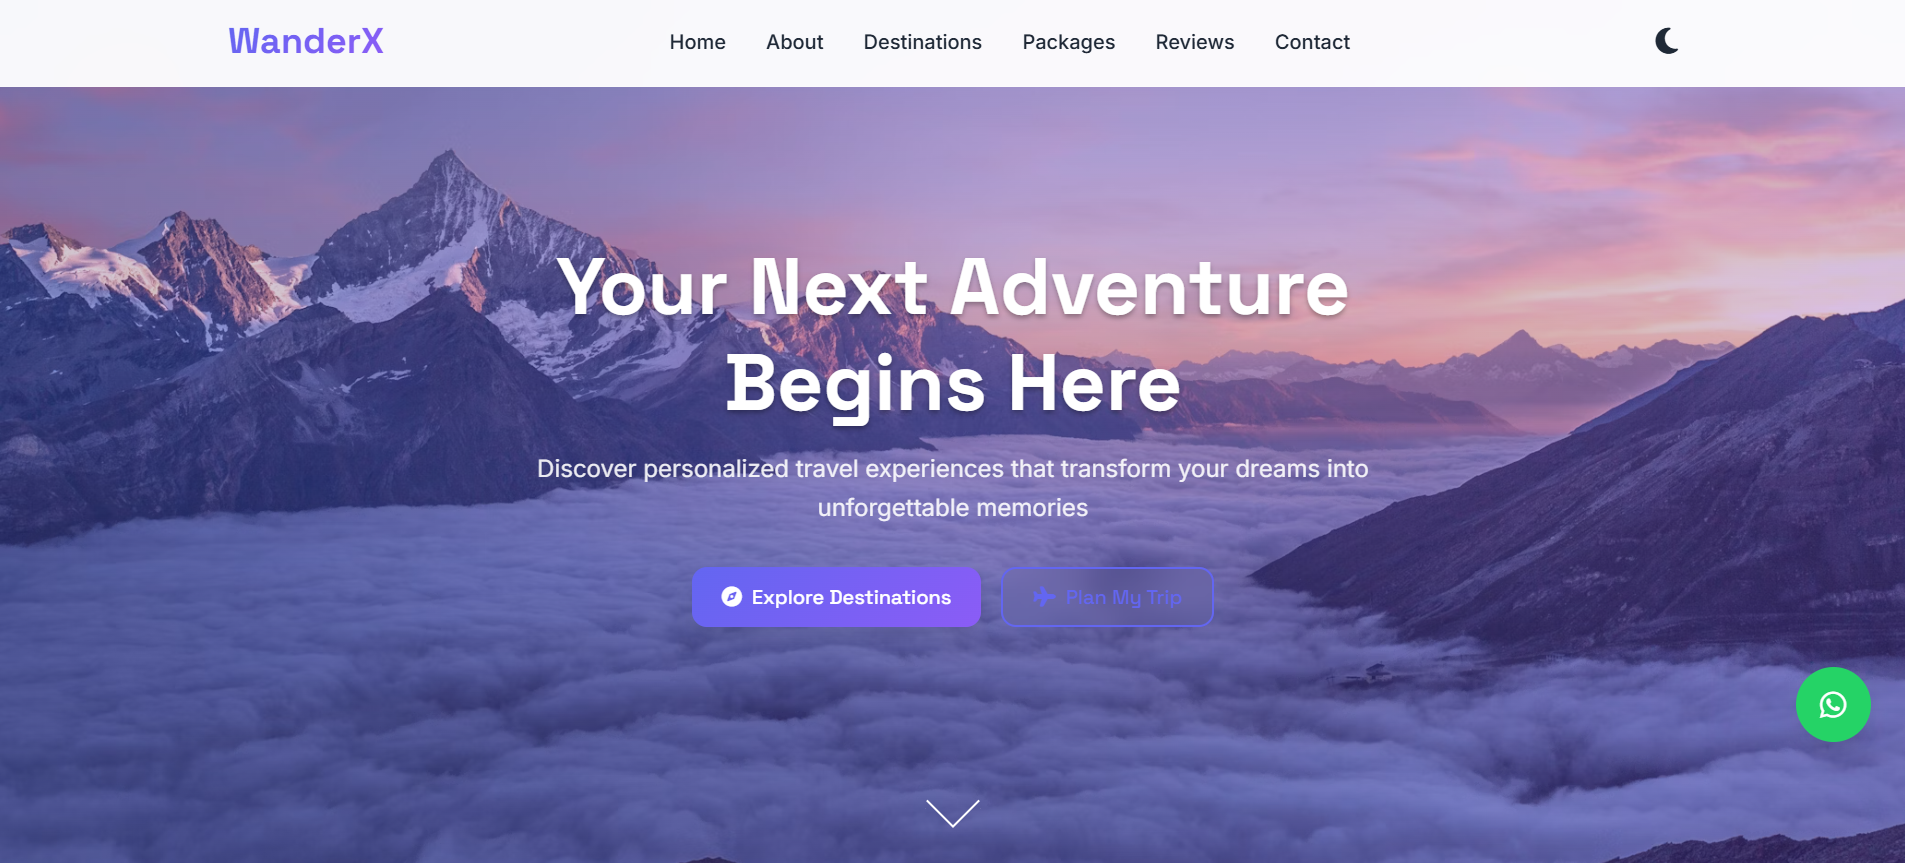 WanderX
Home
About
Destinations
Packages
Reviews
Contact
Your Next Adventure
Begins Here
Discover personalized travel experiences that transform your dreams into
unforgettable memories
Explore Destinations
Plan My Trip